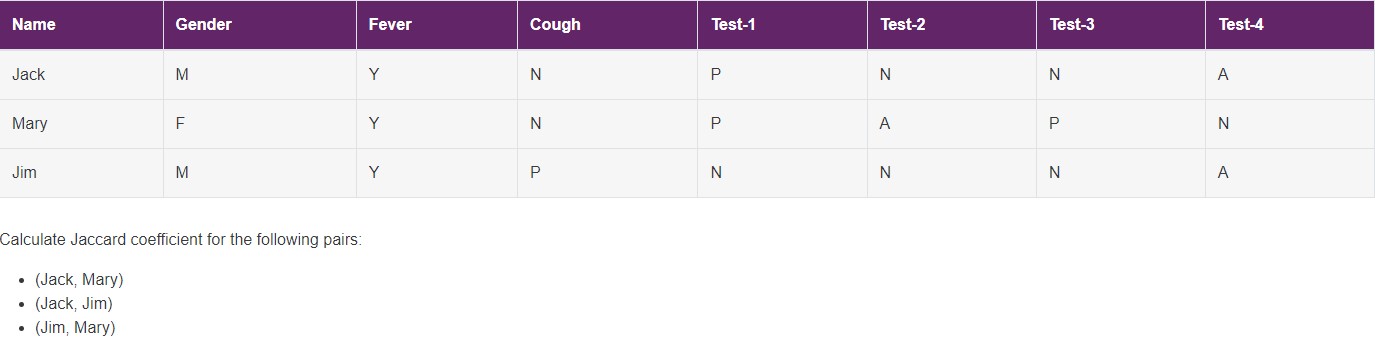 Name Gender Fever Cough Test-1 Test-2 Test-3 Test-4
Jack M Y N P N N A
Mary F Y N P A P N
Jim M Y P N N N A
Calculate Jaccard coefficient for the following pairs:
• (Jack, Mary)
• (Jack, Jim)
• (Jim, Mary)